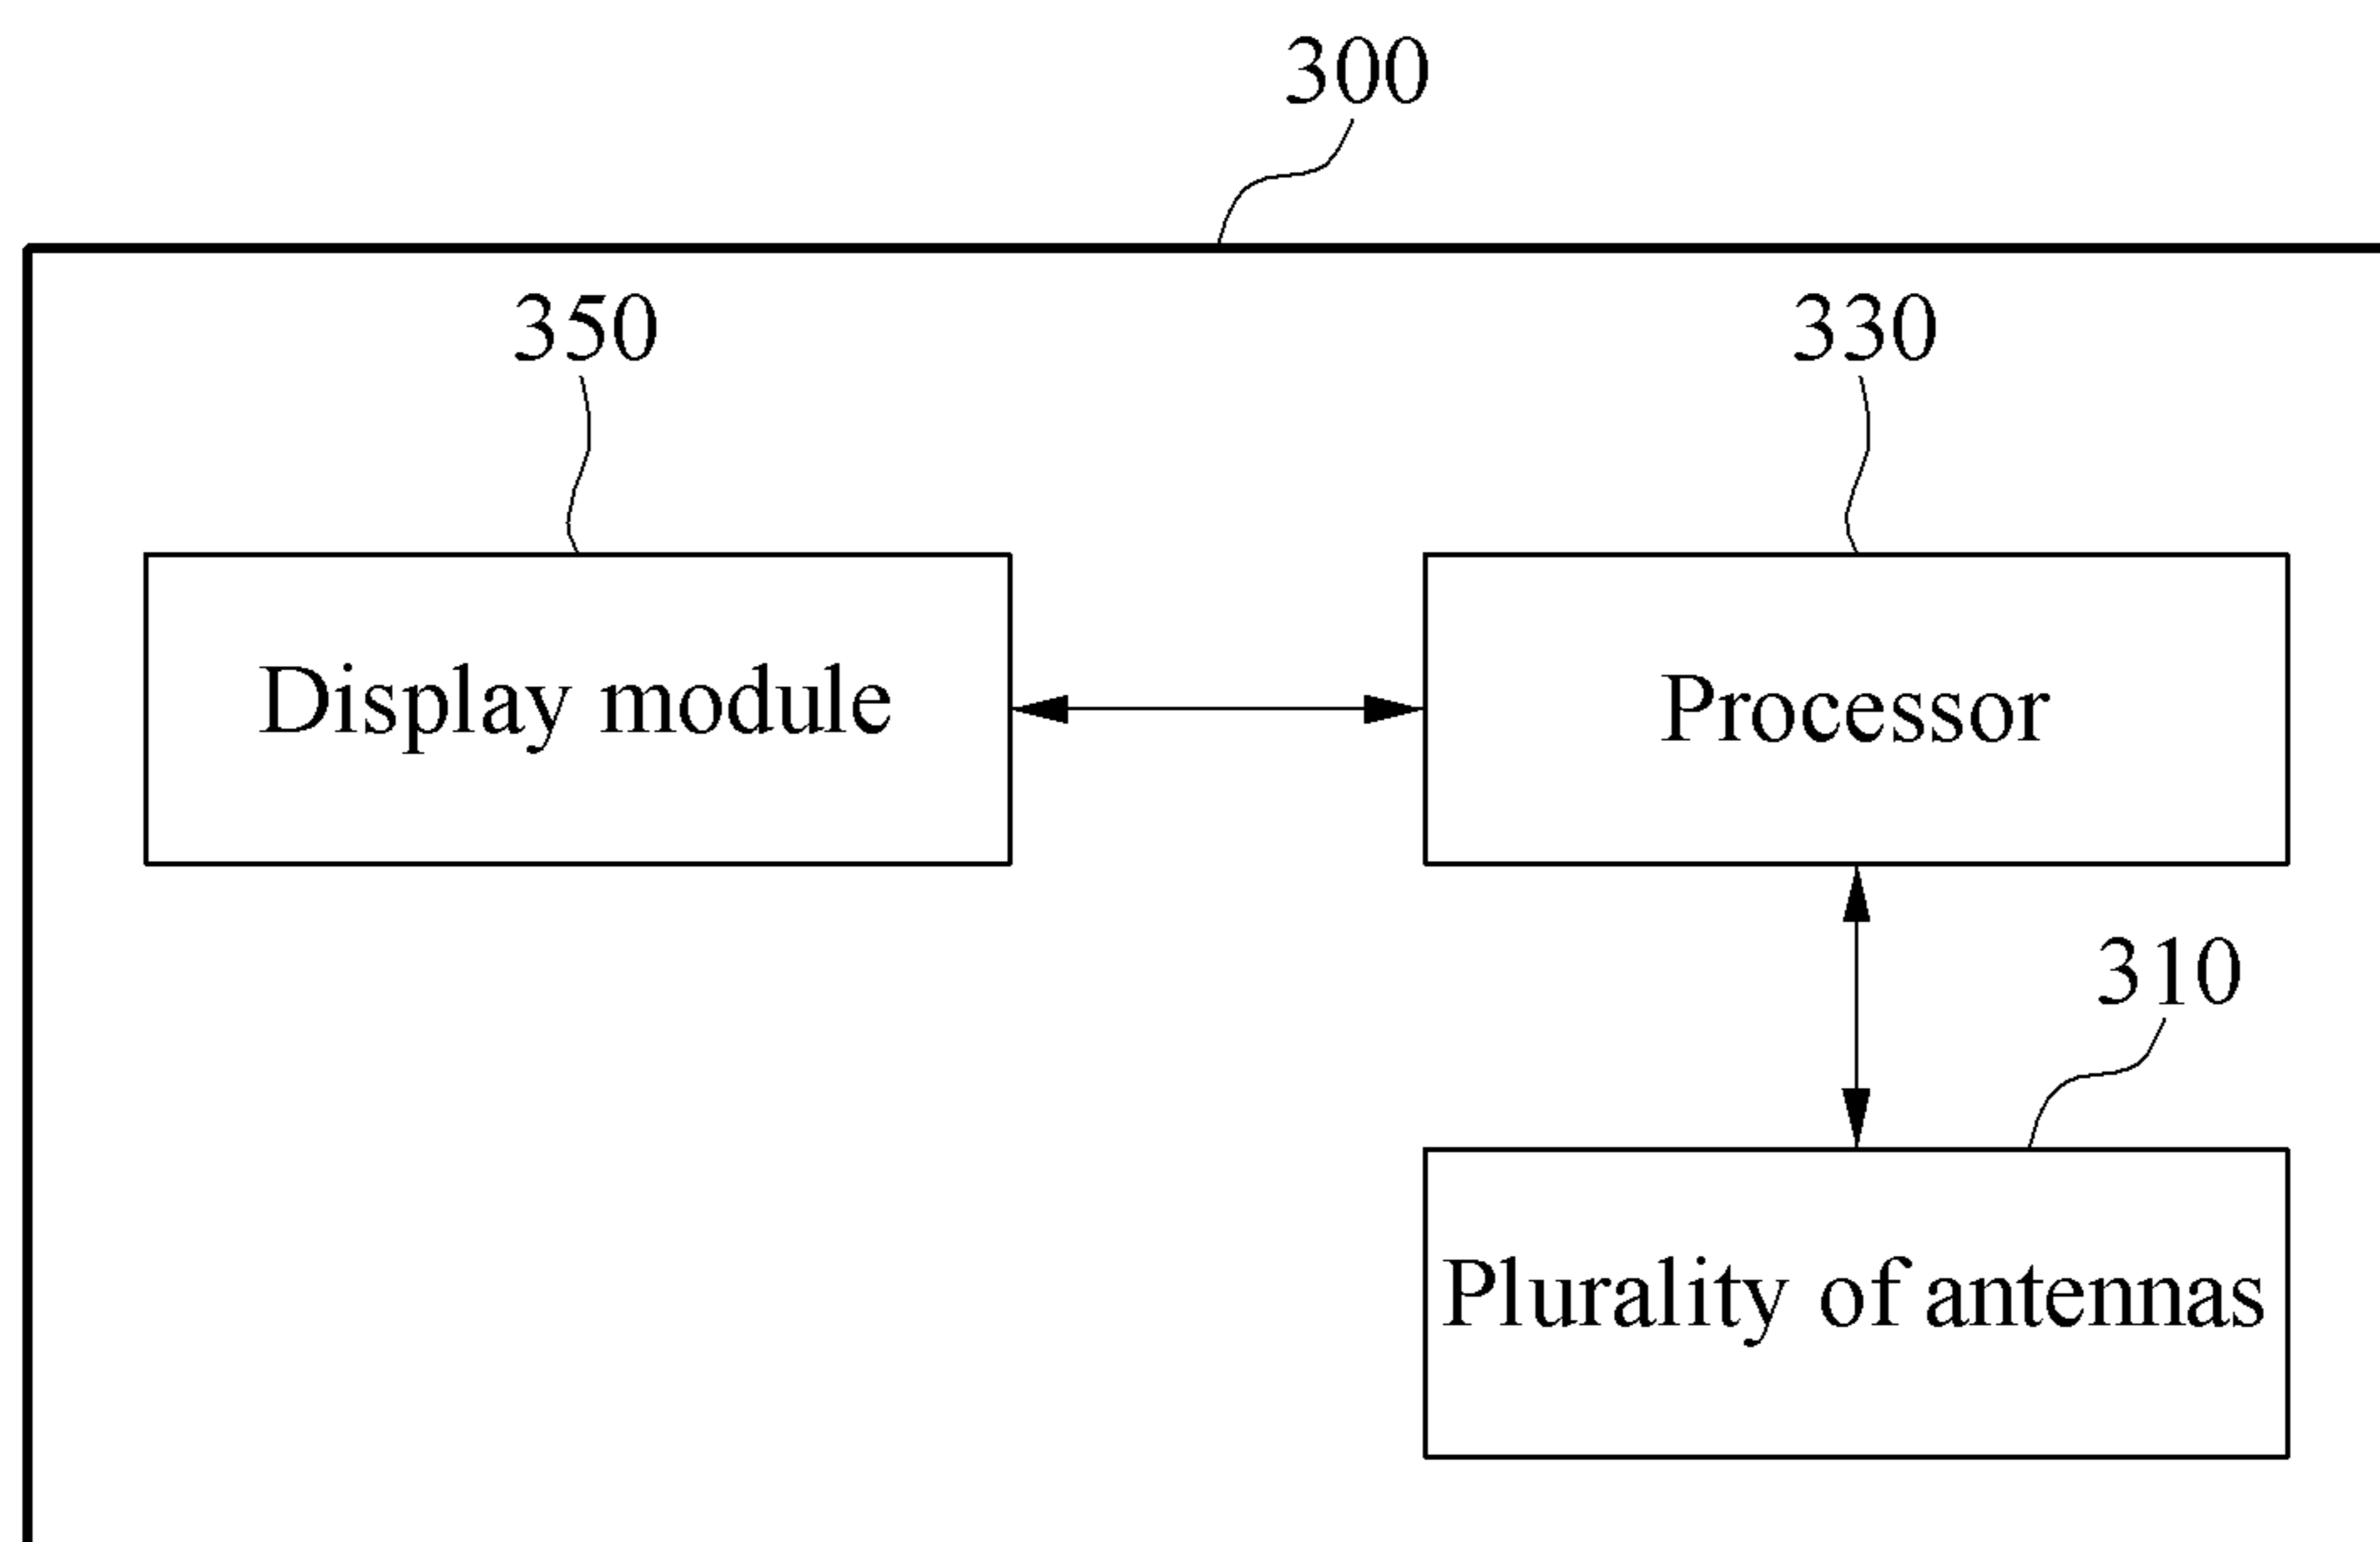 300
350
330
Display module
Processor
310
Plurality of antennas